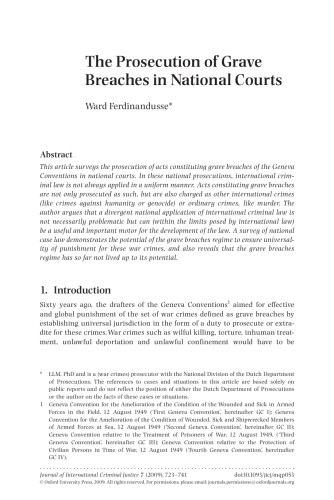 The Prosecution of Grave
Breaches in National Courts
Ward Ferdinandusse*
Abstract
This article surveys the prosecution of acts constituting grave breaches of the Geneva
Conventions in national courts. In these national prosecutions, international crim-
inal law is not always applied in a uniform manner. Acts constituting grave breaches
are not only prosecuted as such, but are also charged as other international crimes
(like crimes against humanity or genocide) or ordinary crimes, like murder. The
author argues that a divergent national application of international criminal law is
not necessarily problematic but can (within the limits posed by international law)
be a useful and important motor for the development of the law. A survey of national
case law demonstrates the potential of the grave breaches regime to ensure universal-
ity of punishment for these war crimes, and also reveals that the grave breaches
regime has so far not lived up to its potential.
1. Introduction
Sixty years ago, the drafters of the Geneva Conventions1 aimed for effective
and global punishment of the set of war crimes defined as grave breaches by
establishing universal jurisdiction in the form of a duty to prosecute or extra-
dite for these crimes. War crimes such as wilful killing, torture, inhuman treat-
ment, unlawful deportation and unlawful confinement would have to be
* LLM, PhD and is a (war crimes) prosecutor with the National Division of the Dutch Department
of Prosecutions. The references to cases and situations in this article are based solely on
public reports and do not reflect the position of either the Dutch Department of Prosecutions
or the author on the facts of these cases or situations.
1 Geneva Convention for the Amelioration of the Condition of the Wounded and Sick in Armed
Forces in the Field, 12 August 1949 ('First Geneva Convention', hereinafter GC I); Geneva
Convention for the Amelioration of the Condition of Wounded, Sick and Shipwrecked Members
of Armed Forces at Sea, 12 August 1949 ('Second Geneva Convention', hereinafter GC II);
Geneva Convention relative to the Treatment of Prisoners of War, 12 August 1949, ('Third
Geneva Convention', hereinafter GC III); Geneva Convention relative to the Protection of
Civilian Persons in Time of War, 12 August 1949 ('Fourth Geneva Convention', hereinafter
GC IV).
Journal of International Criminal Justice 7 (2009), 723-741 doi:10.1093/jicj/mqp051
© Oxford University Press, 2009, All rights reserved. For permissions, please email: journals.permissions@oxfordjournals.org